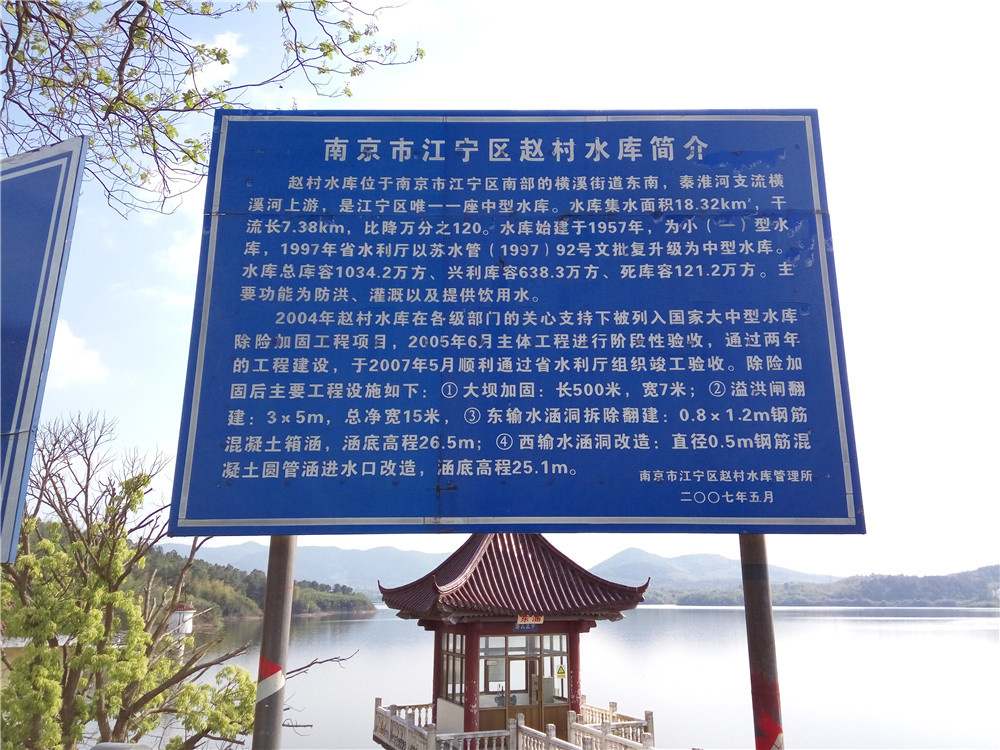 南京市江宁区赵村水库简介
赵村水库位于南京市江宁区南部的横溪街道东南，秦淮河支流横
溪河上游，是江宁区唯一一座中型水库。水库集水面积18.32km²，干
流长7.38km，比降万分之120。水库始建于1957年，为小（一）型水
库，1997年省水利厅以苏水管（1997）92号文批复升级为中型水库。
水库总库容1034.2万方、兴利库容638.3万方、死库容121.2万方。主
要功能为防洪、灌溉以及提供饮用水。
2004年赵村水库在各级部门的关心支持下被列入国家大中型水库
除险加固工程项目，2005年6月主体工程进行阶段性验收，通过两年
的工程建设，于2007年5月顺利通过省水利厅组织竣工验收。除险加
固后主要工程设施如下：①大坝加固：长500米，宽7米；②溢洪闸翻
建：3×5m，总净宽15米，③东输水涵洞拆除翻建：0.8×1.2m钢筋
混凝土箱涵，涵底高程26.5m；④西输水涵洞改造：直径0.5m钢筋混
凝土圆管涵进水口改造，涵底高程25.1m。
南京市江宁区赵村水库管理所
二〇〇七年五月
东涵